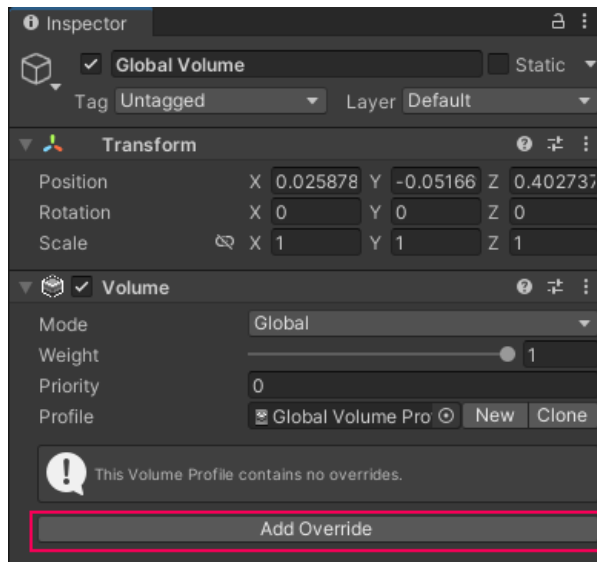 Inspector
Global Volume Static
Tag Untagged Layer Default
Transform
Position X 0.025878 Y -0.05166 Z 0.402737
Rotation X 0 Y 0 Z 0
Scale X 1 Y 1 Z 1
Volume
Mode Global
Weight 1
Priority 0
Profile Global Volume Pro New Clone
This Volume Profile contains no overrides.
Add Override